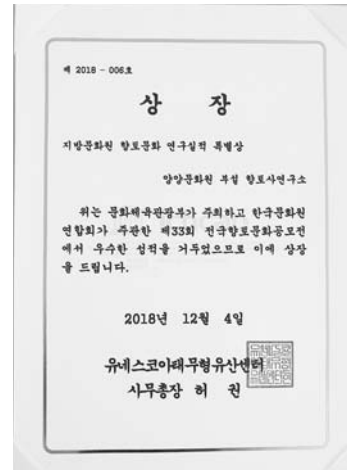 제 2018 - 006호
상 장
지방문화원 향토문화 연구실적 특별상
양양문화원 부설 향토사연구소
위는 문화체육관광부가 주최하고 한국문화원
연합회가 주관한 제33회 전국향토문화공모전
에서 우수한 성적을 거두었으므로 이에 상장
을 드립니다.
2018년 12월 4일
유네스코아태무형유산센터
사무총장 허 권